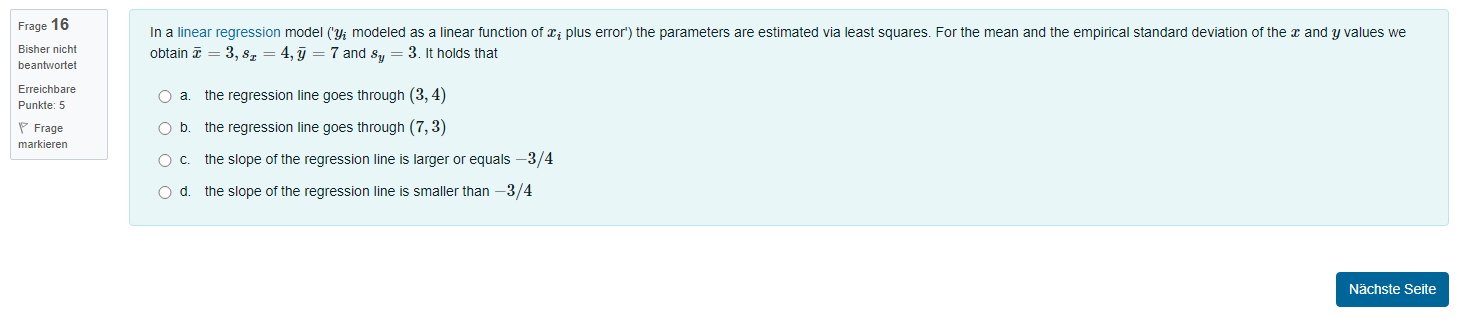 Frage 16
Bisher nicht
beantwortet
Erreichbare
Punkte: 5
Frage
markieren
In a linear regression model ('y_i modeled as a linear function of x_i plus error') the parameters are estimated via least squares. For the mean and the empirical standard deviation of the x and y values we
obtain x̄ = 3, s_x = 4, ȳ = 7 and s_y = 3. It holds that
a. the regression line goes through (3, 4)
b. the regression line goes through (7, 3)
c. the slope of the regression line is larger or equals −3/4
d. the slope of the regression line is smaller than −3/4
Nächste Seite